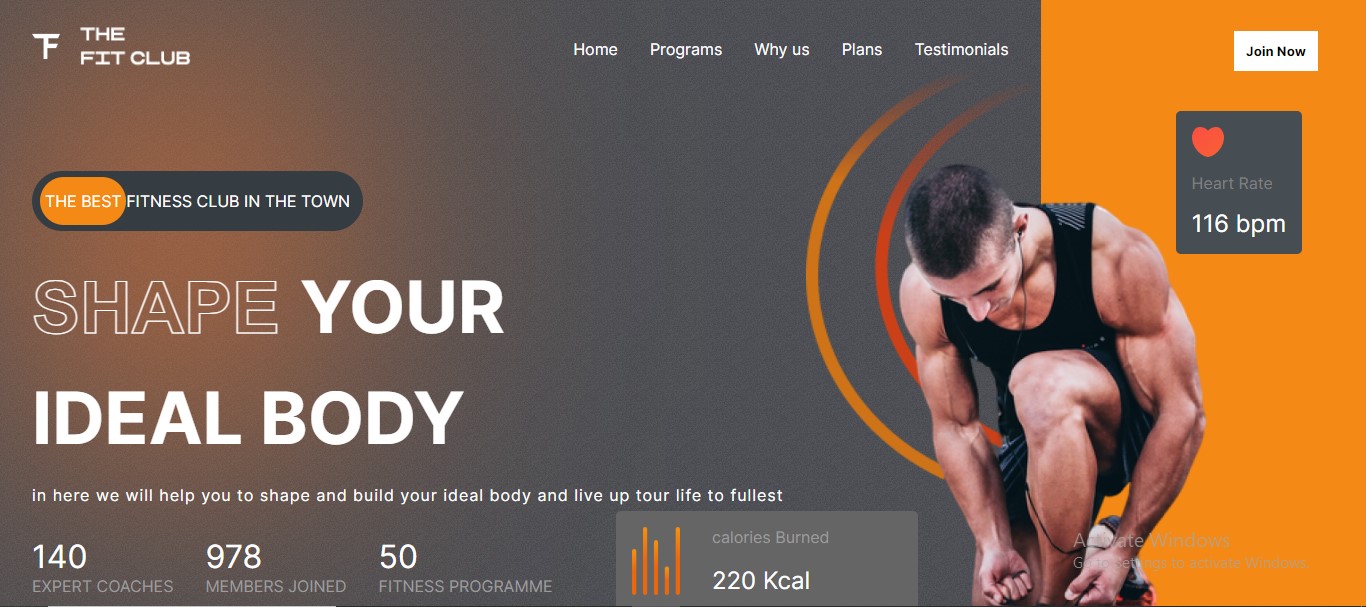 THE
FIT CLUB
Home Programs Why us Plans Testimonials
Join Now
Heart Rate
116 bpm
THE BEST FITNESS CLUB IN THE TOWN
SHAPE YOUR
IDEAL BODY
in here we will help you to shape and build your ideal body and live up tour life to fullest
140
EXPERT COACHES
978
MEMBERS JOINED
50
FITNESS PROGRAMME
calories Burned
220 Kcal
Activate Windows
Go to Settings to activate Windows.